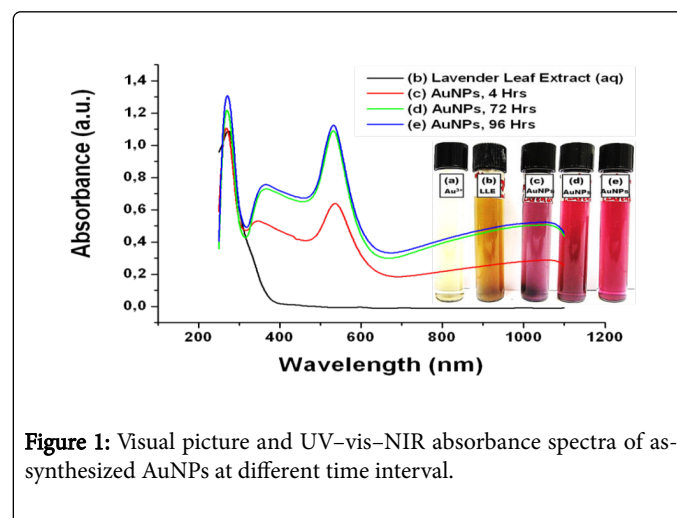 1,4
1,2
1,0
0,8
0,6
0,4
0,2
0,0
Absorbance (a.u.)
(b) Lavender Leaf Extract (aq)
(c) AuNPs, 4 Hrs
(d) AuNPs, 72 Hrs
(e) AuNPs, 96 Hrs
(a) (b) (c) (d) (e)
Au³⁺ LLE AuNPs AuNPs AuNPs
200 400 600 800 1000 1200
Wavelength (nm)
Figure 1: Visual picture and UV–vis–NIR absorbance spectra of as-
synthesized AuNPs at different time interval.